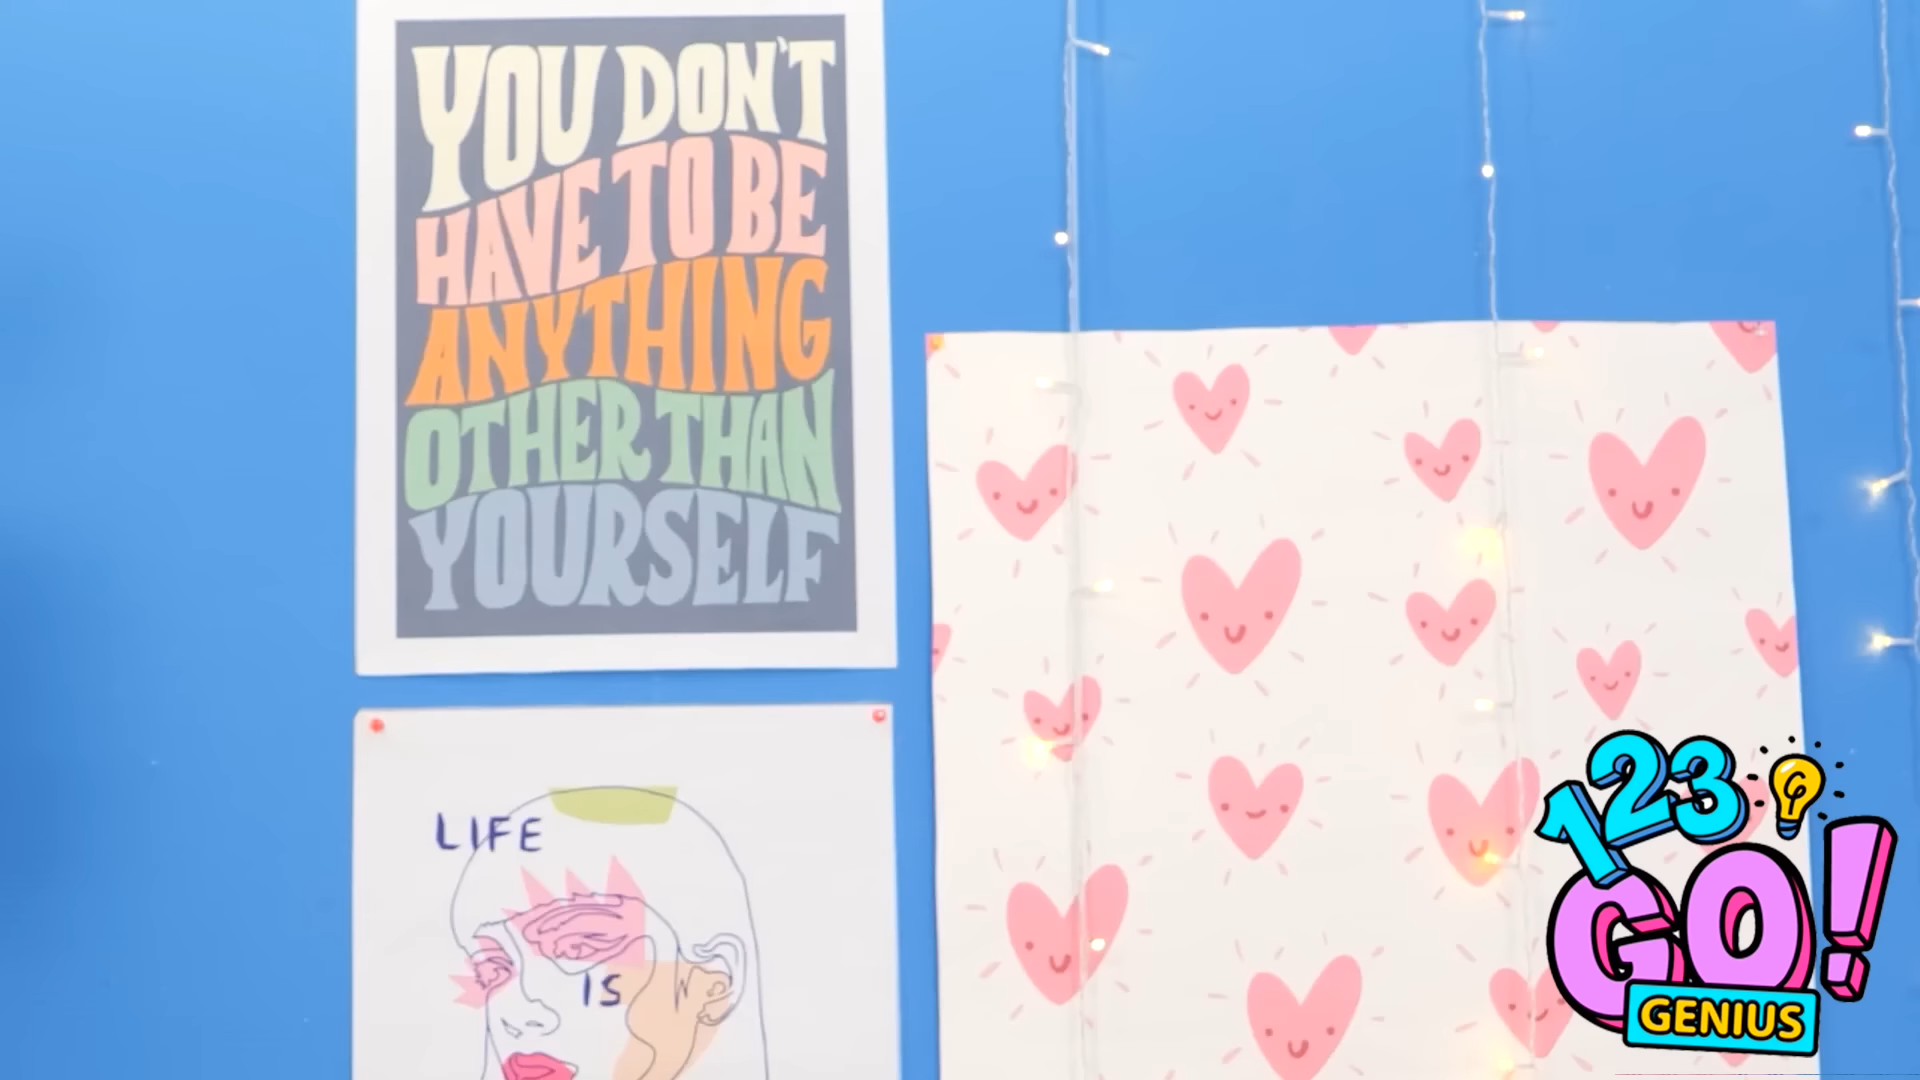 YOU DON'T
HAVE TO BE
ANYTHING
OTHER THAN
YOURSELF
LIFE
IS
123
GO!
GENIUS